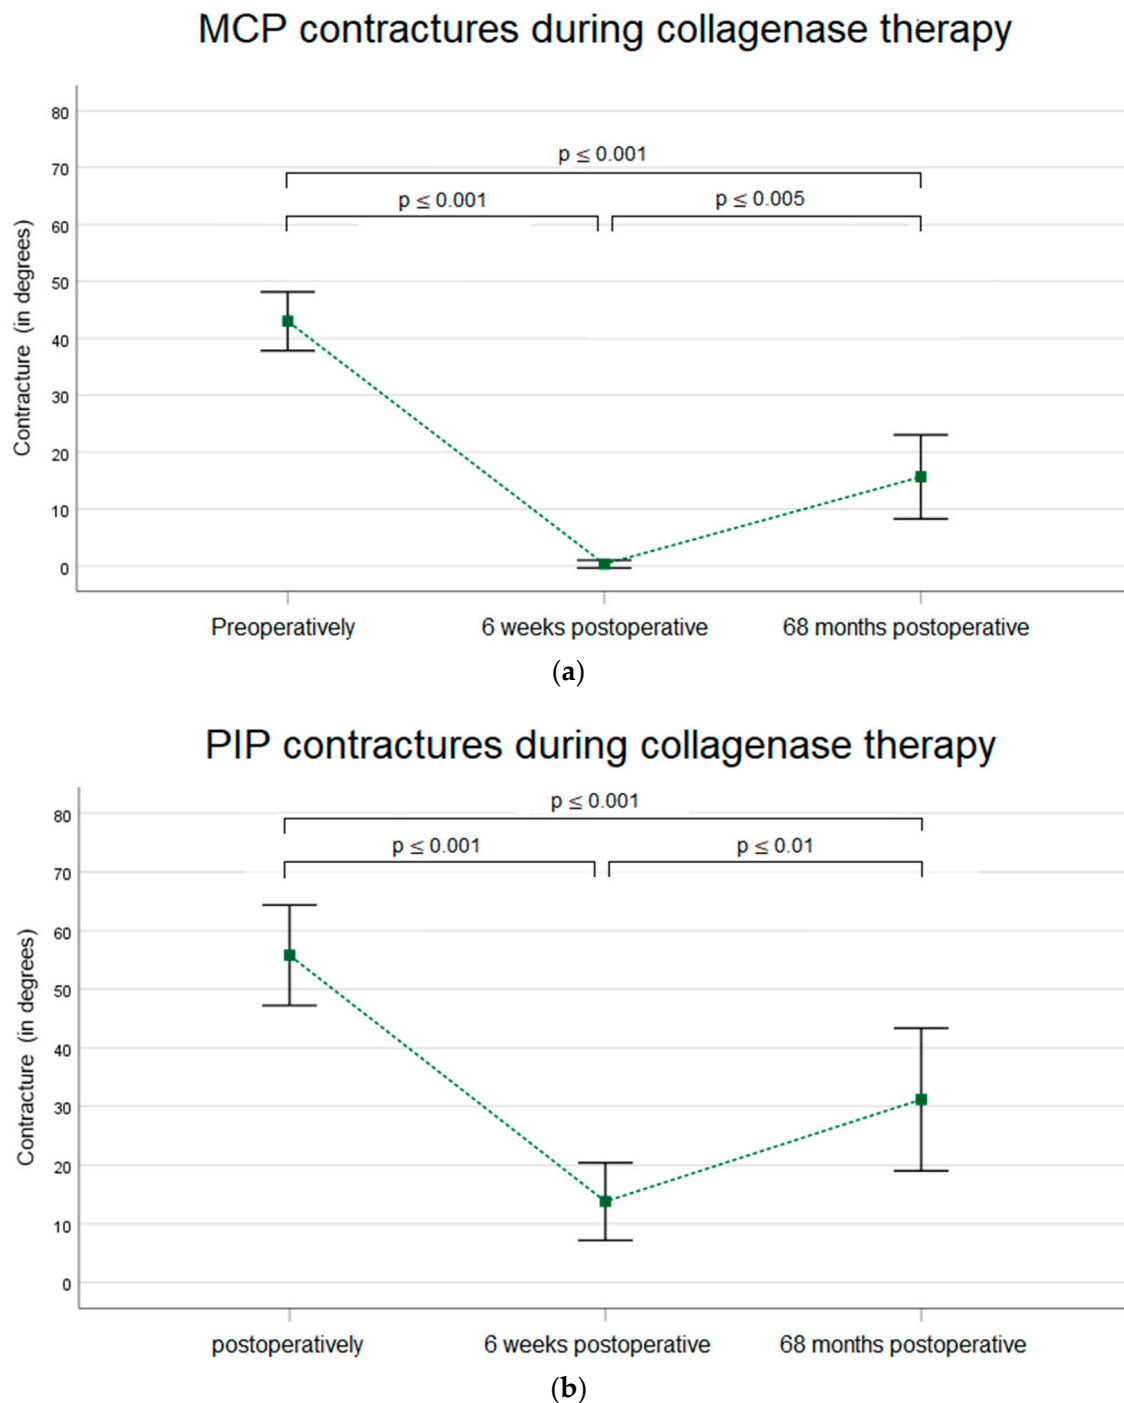 MCP contractures during collagenase therapy
80
70
60
50
40
30
20
10
0
Contracture (in degrees)
p ≤ 0.001
p ≤ 0.001
p ≤ 0.005
Preoperatively
6 weeks postoperative
68 months postoperative
(a)
PIP contractures during collagenase therapy
80
70
60
50
40
30
20
10
0
Contracture (in degrees)
p ≤ 0.001
p ≤ 0.001
p ≤ 0.01
postoperatively
6 weeks postoperative
68 months postoperative
(b)